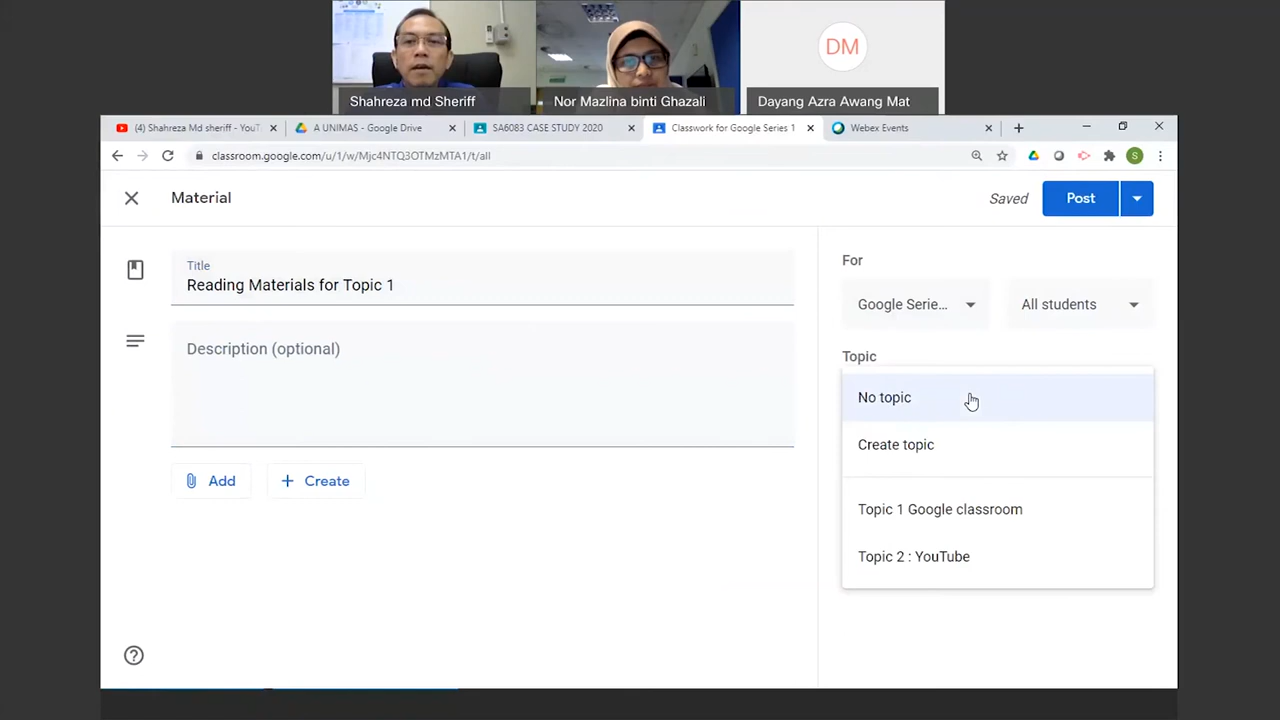 DM
Shahreza md Sheriff
Nor Mazlina binti Ghazali
Dayang Azra Awang Mat
(4) Shahreza Md sheriff - YouT
A UNIMAS - Google Drive
SA6083 CASE STUDY 2020
Classwork for Google Series 1
Webex Events
classroom.google.com/u/1/w/Mjc4NTQ3OTMzMTA1/t/all
S
Material
Saved
Post
Title
Reading Materials for Topic 1
Description (optional)
Add
Create
For
Google Serie...
All students
Topic
No topic
Create topic
Topic 1 Google classroom
Topic 2 : YouTube